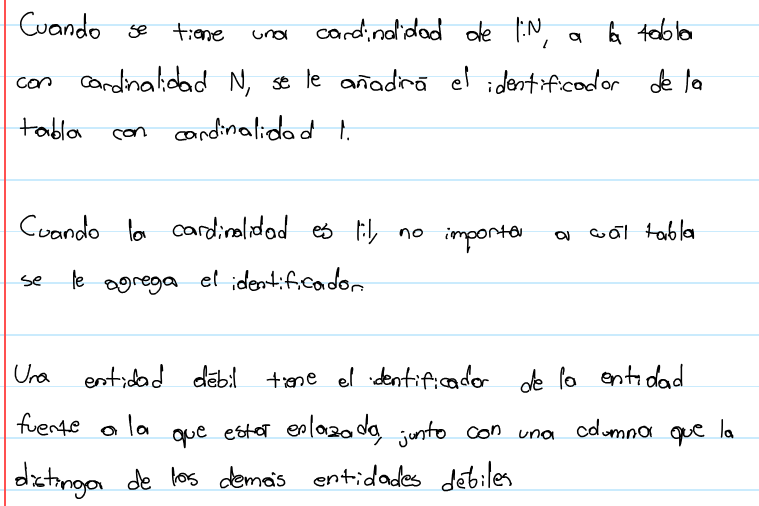 Cuando se tiene una cardinalidad de 1:N, a la tabla
con cardinalidad N, se le añadirá el identificador de la
tabla con cardinalidad 1.
Cuando la cardinalidad es 1:1, no importa a cuál tabla
se le agrega el identificador.
Una entidad débil tiene el identificador de la entidad
fuerte a la que estar enlazada, junto con una columna que la
distinga de los demás entidades débiles